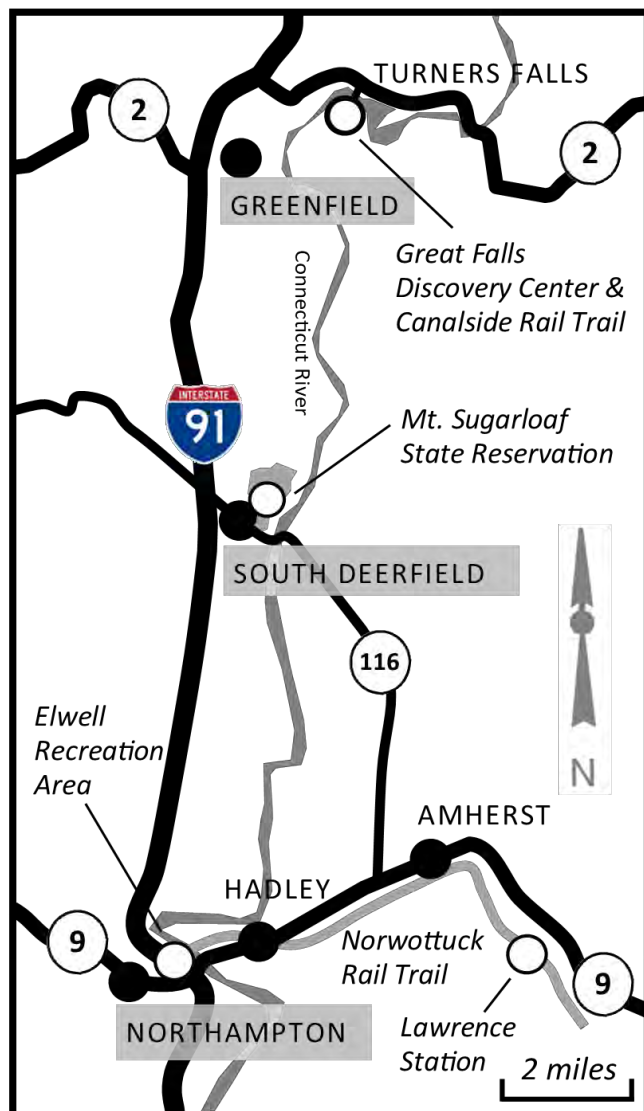 TURNERS FALLS
2
2
GREENFIELD
Connecticut River
Great Falls
Discovery Center &
Canalside Rail Trail
INTERSTATE
91
Mt. Sugarloaf
State Reservation
SOUTH DEERFIELD
116
Elwell
Recreation
Area
N
AMHERST
HADLEY
9
Norwottuck
Rail Trail
9
NORTHAMPTON
Lawrence
Station
2 miles